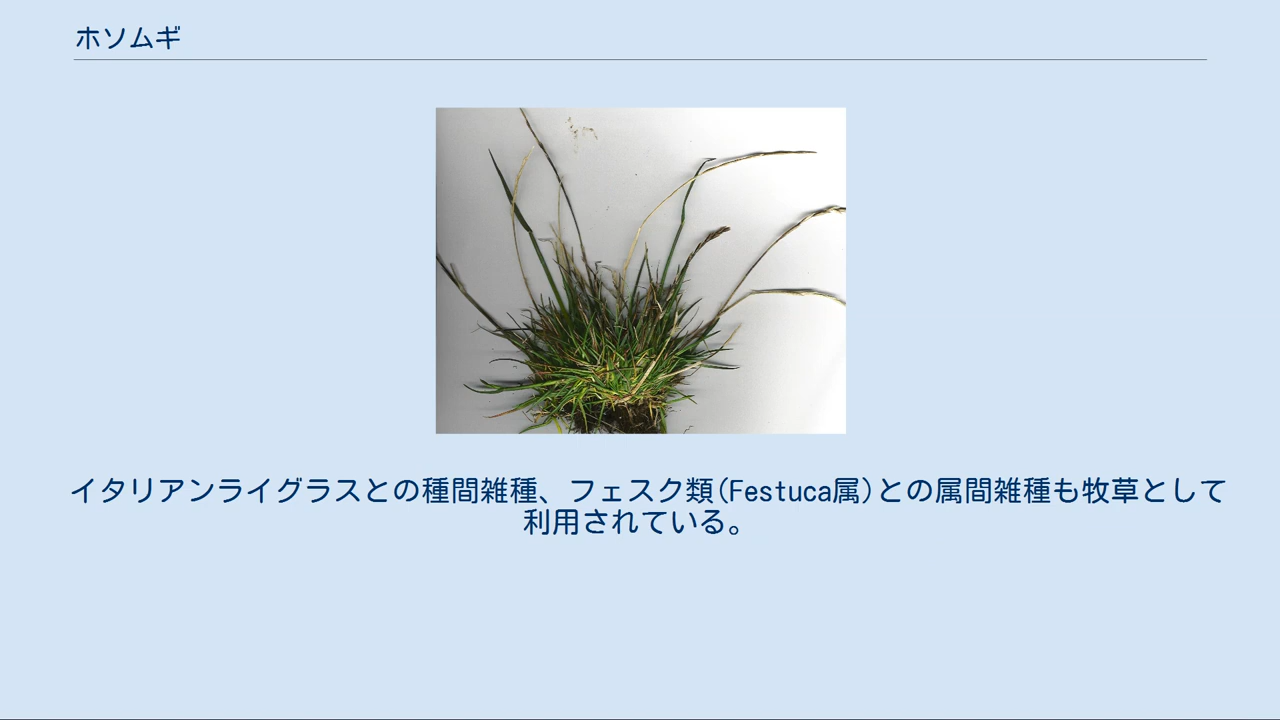 ホソムギ
イタリアンライグラスとの種間雑種、フェスク類(Festuca属)との属間雑種も牧草として
利用されている。